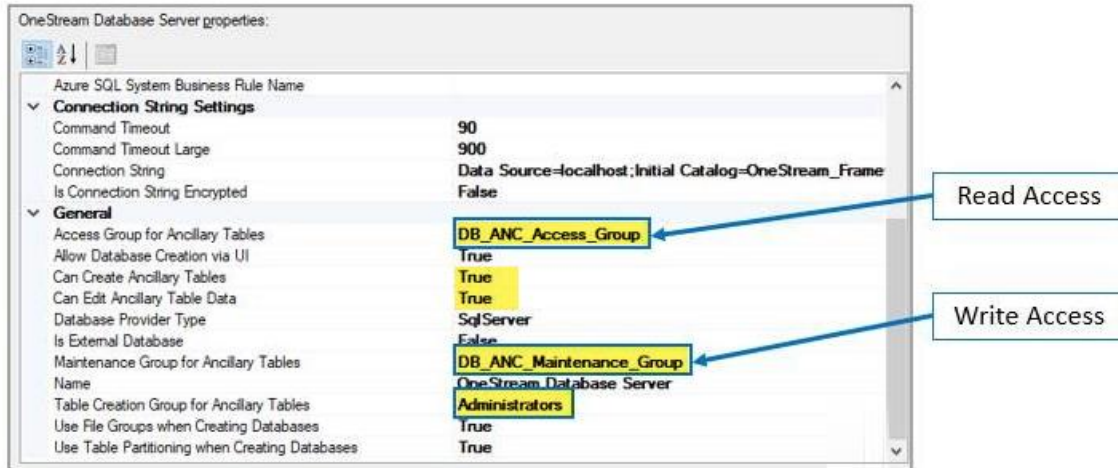 OneStream Database Server properties:
Azure SQL System Business Rule Name
Connection String Settings
Command Timeout 90
Command Timeout Large 900
Connection String Data Source=localhost;Initial Catalog=OneStream_Frame
Is Connection String Encrypted False
General
Access Group for Ancillary Tables DB_ANC_Access_Group
Read Access
Allow Database Creation via UI True
Can Create Ancillary Tables True
Can Edit Ancillary Table Data True
Database Provider Type SqlServer
Write Access
Is External Database False
Maintenance Group for Ancillary Tables DB_ANC_Maintenance_Group
Name OneStream Database Server
Table Creation Group for Ancillary Tables Administrators
Use File Groups when Creating Databases True
Use Table Partitioning when Creating Databases True